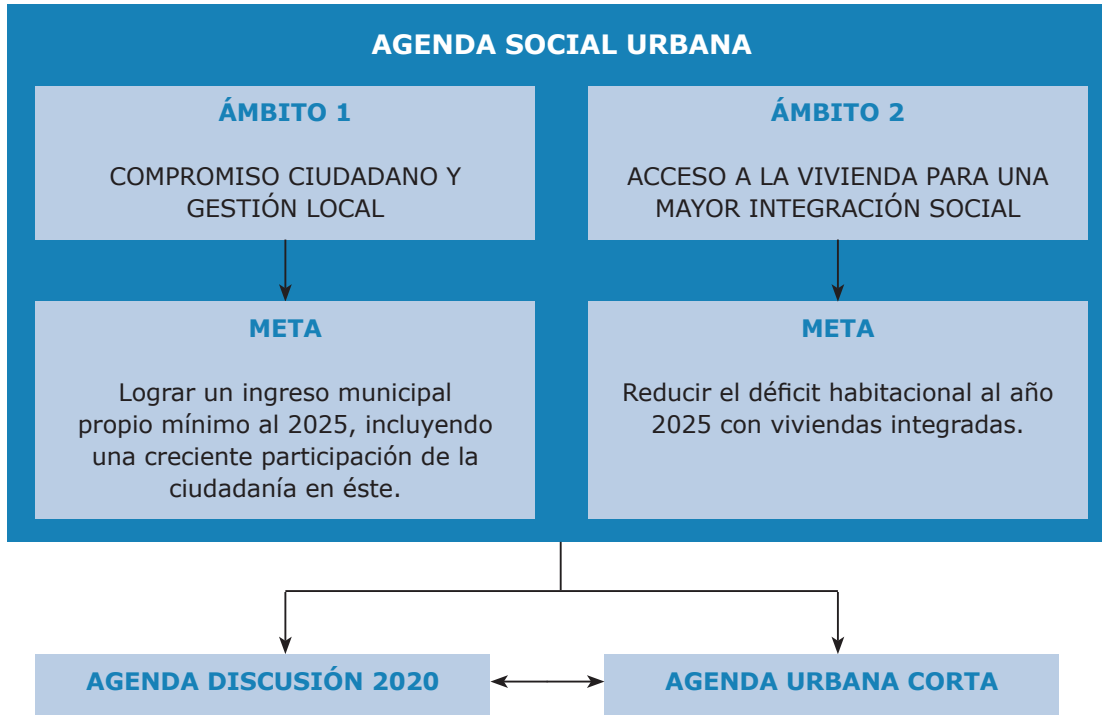 AGENDA SOCIAL URBANA
ÁMBITO 1
COMPROMISO CIUDADANO Y
GESTIÓN LOCAL
META
Lograr un ingreso municipal
propio mínimo al 2025, incluyendo
una creciente participación de la
ciudadanía en éste.
ÁMBITO 2
ACCESO A LA VIVIENDA PARA UNA
MAYOR INTEGRACIÓN SOCIAL
META
Reducir el déficit habitacional al año
2025 con viviendas integradas.
AGENDA DISCUSIÓN 2020
AGENDA URBANA CORTA